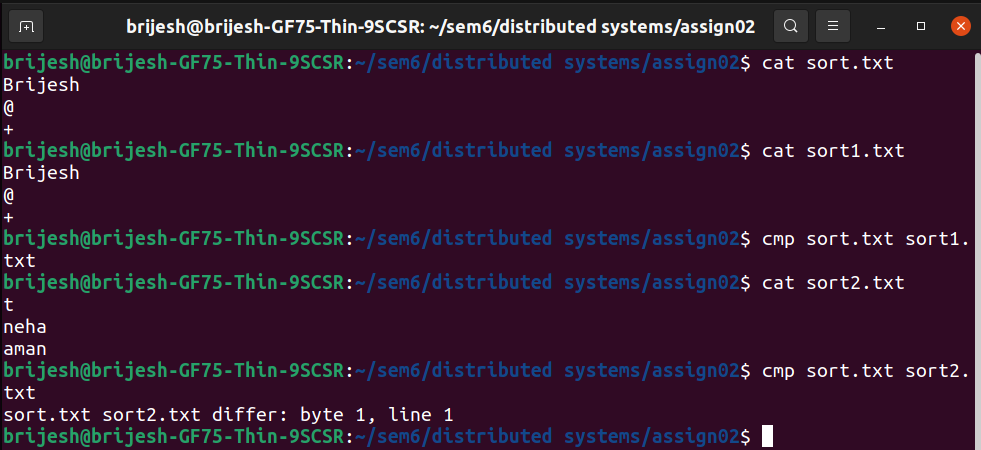 brijesh@brijesh-GF75-Thin-9SCSR: ~/sem6/distributed systems/assign02
brijesh@brijesh-GF75-Thin-9SCSR:~/sem6/distributed systems/assign02$ cat sort.txt
Brijesh
@
+
brijesh@brijesh-GF75-Thin-9SCSR:~/sem6/distributed systems/assign02$ cat sort1.txt
Brijesh
@
+
brijesh@brijesh-GF75-Thin-9SCSR:~/sem6/distributed systems/assign02$ cmp sort.txt sort1.
txt
brijesh@brijesh-GF75-Thin-9SCSR:~/sem6/distributed systems/assign02$ cat sort2.txt
t
neha
aman
brijesh@brijesh-GF75-Thin-9SCSR:~/sem6/distributed systems/assign02$ cmp sort.txt sort2.
txt
sort.txt sort2.txt differ: byte 1, line 1
brijesh@brijesh-GF75-Thin-9SCSR:~/sem6/distributed systems/assign02$